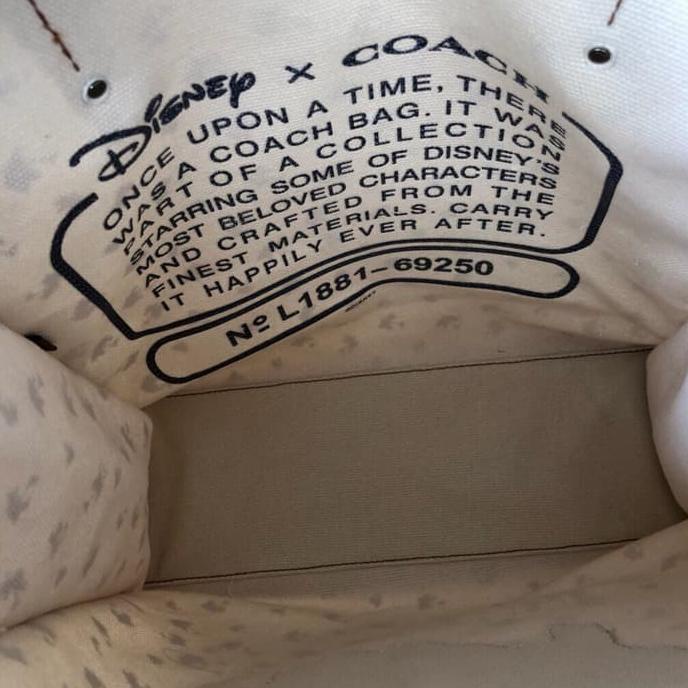 Disney × COACH
ONCE UPON A TIME, THERE
WAS A COACH BAG. IT WAS
PART OF A COLLECTION
STARRING SOME OF DISNEY'S
MOST BELOVED CHARACTERS
AND CRAFTED FROM THE
FINEST MATERIALS. CARRY
IT HAPPILY EVER AFTER.
Nº L1881-69250